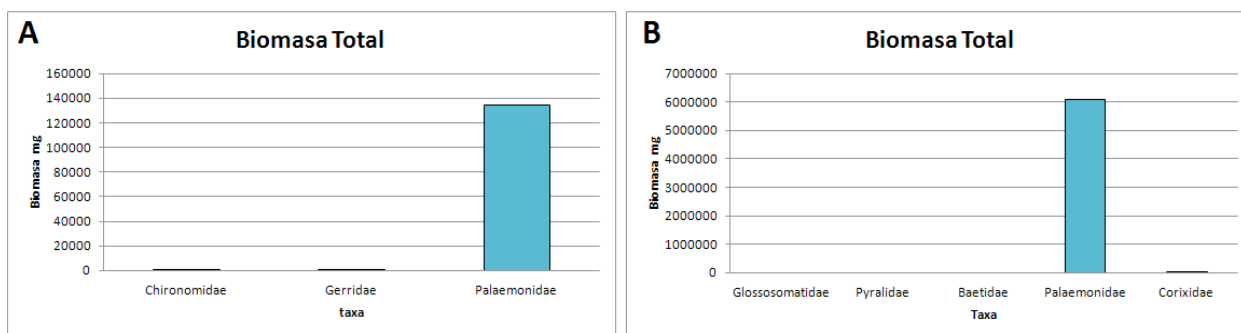 A
Biomasa Total
Biomasa mg
160000
140000
120000
100000
80000
60000
40000
20000
0
Chironomidae Gerridae Palaemonidae
taxa
B
Biomasa Total
Biomasa mg
7000000
6000000
5000000
4000000
3000000
2000000
1000000
0
Glossosomatidae Pyralidae Baetidae Palaemonidae Corixidae
Taxa